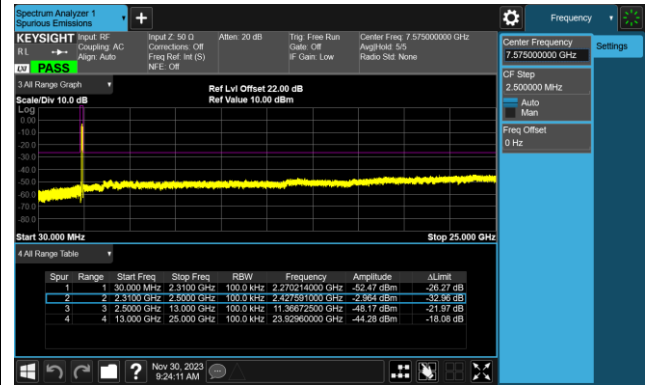 Spectrum Analyzer 1
Spurious Emissions
+
Frequency
KEYSIGHT Input: RF Input Z: 50 Ω Atten: 20 dB Trig: Free Run Center Freq: 7.575000000 GHz
RL Coupling: AC Corrections: Off Gate: Off Avg|Hold: 5/5
Align: Auto Freq Ref: Int (S) IF Gain: Low Radio Std: None
NFE: Off
LXI PASS
Center Frequency
7.575000000 GHz
Settings
CF Step
2.500000 MHz
Auto
Man
Freq Offset
0 Hz
3 All Range Graph
Ref Lvl Offset 22.00 dB
Scale/Div 10.0 dB Ref Value 10.00 dBm
Log
0.00
-10.0
-20.0
-30.0
-40.0
-50.0
-60.0
-70.0
-80.0
Start 30.000 MHz Stop 25.000 GHz
4 All Range Table
Spur Range Start Freq Stop Freq RBW Frequency Amplitude ΔLimit
1 1 30.000 MHz 2.3100 GHz 100.0 kHz 2.270214000 GHz -52.47 dBm -26.27 dB
2 2 2.3100 GHz 2.5000 GHz 100.0 kHz 2.427591000 GHz -2.964 dBm -32.96 dB
3 3 2.5000 GHz 13.000 GHz 100.0 kHz 11.36672500 GHz -48.17 dBm -21.97 dB
4 4 13.000 GHz 25.000 GHz 100.0 kHz 23.92960000 GHz -44.28 dBm -18.08 dB
? Nov 30, 2023
9:24:11 AM